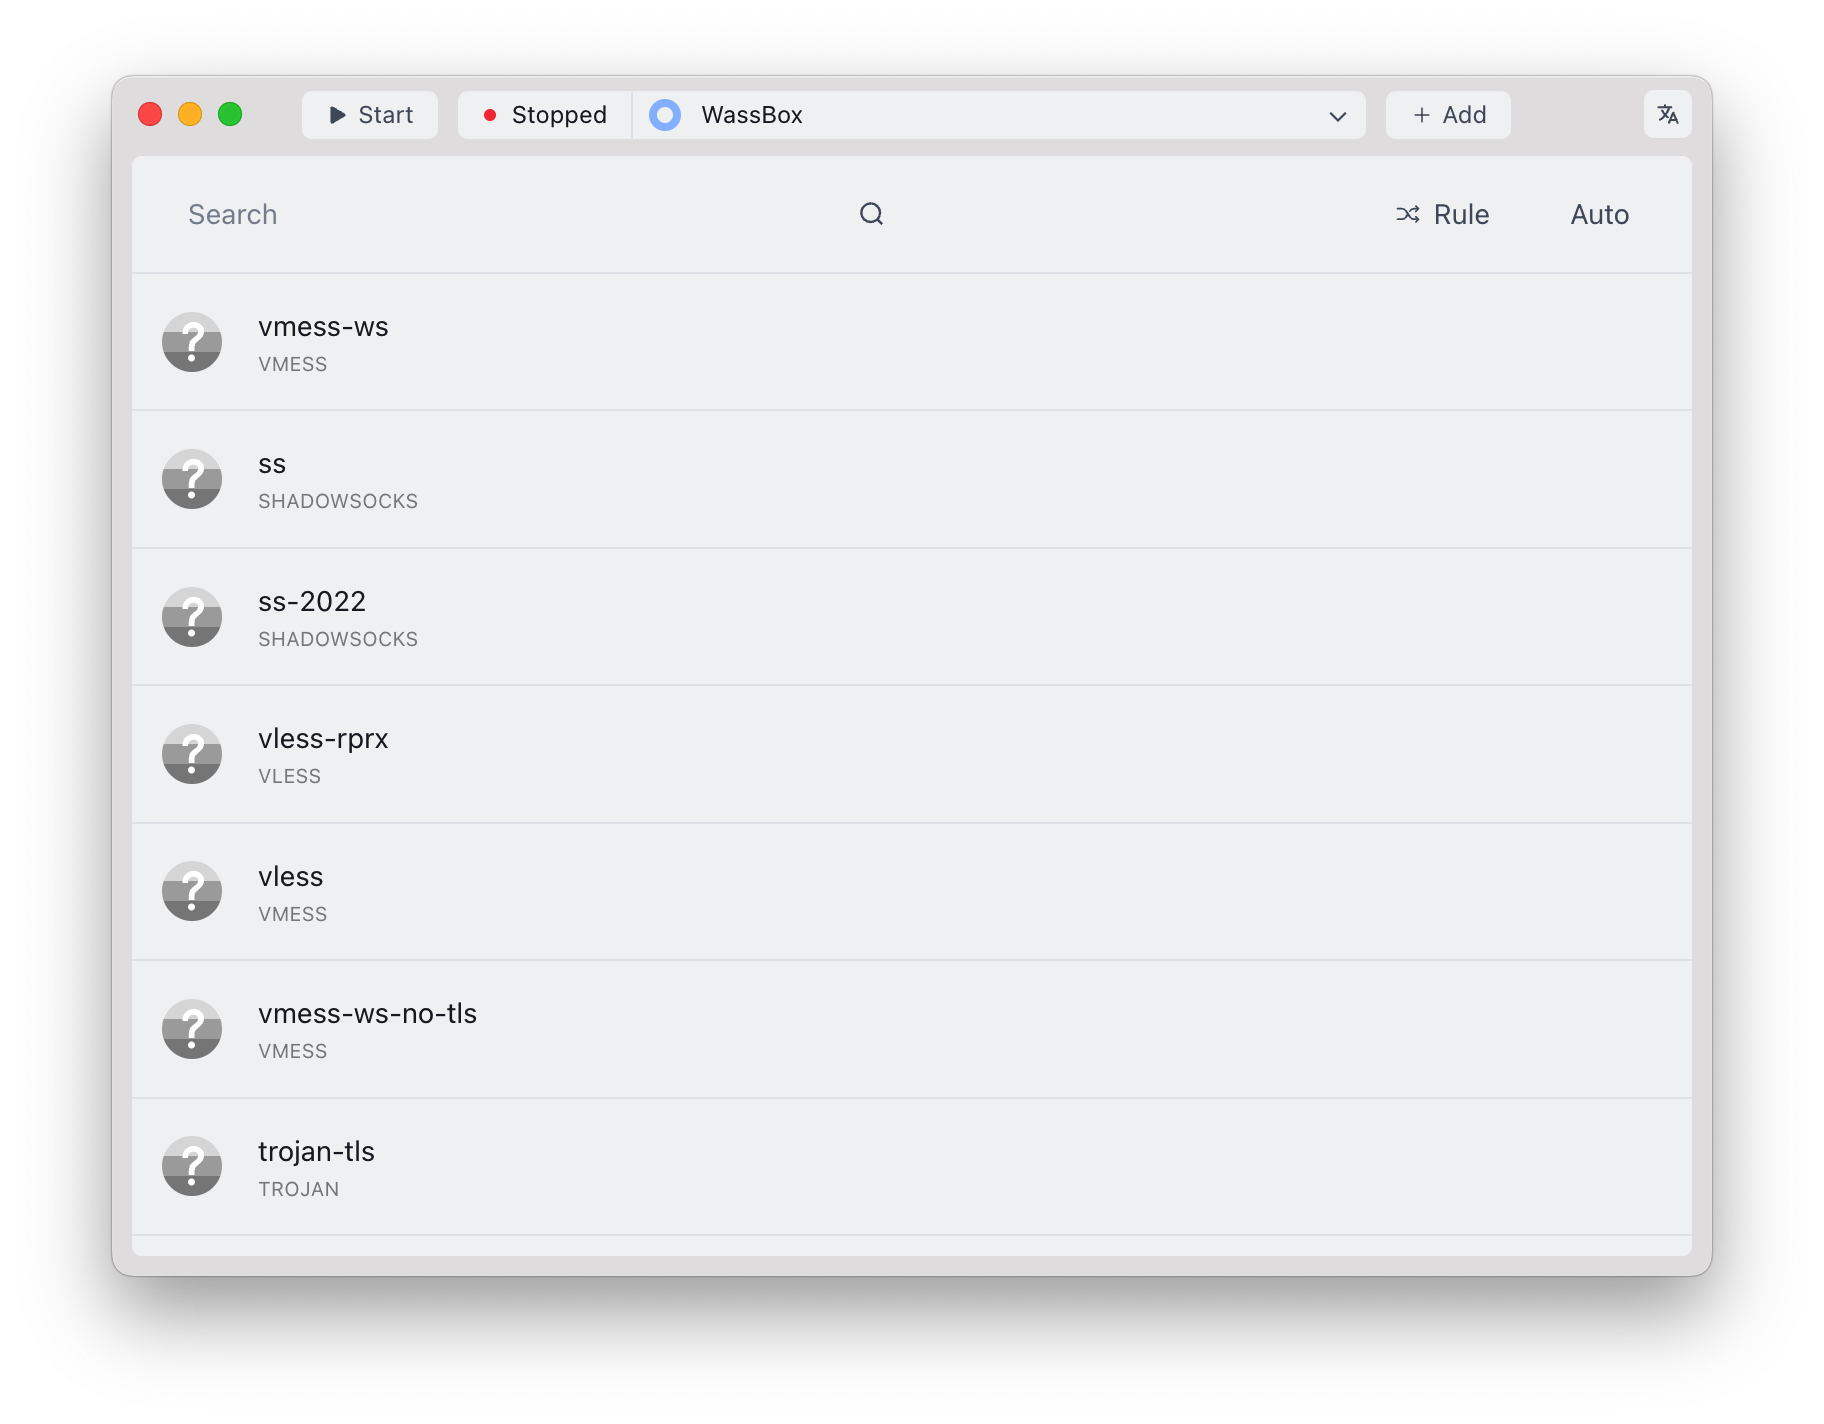 Start
Stopped
WassBox
+ Add
Search
Rule
Auto
vmess-ws
VMESS
ss
SHADOWSOCKS
ss-2022
SHADOWSOCKS
vless-rprx
VLESS
vless
VMESS
vmess-ws-no-tls
VMESS
trojan-tls
TROJAN